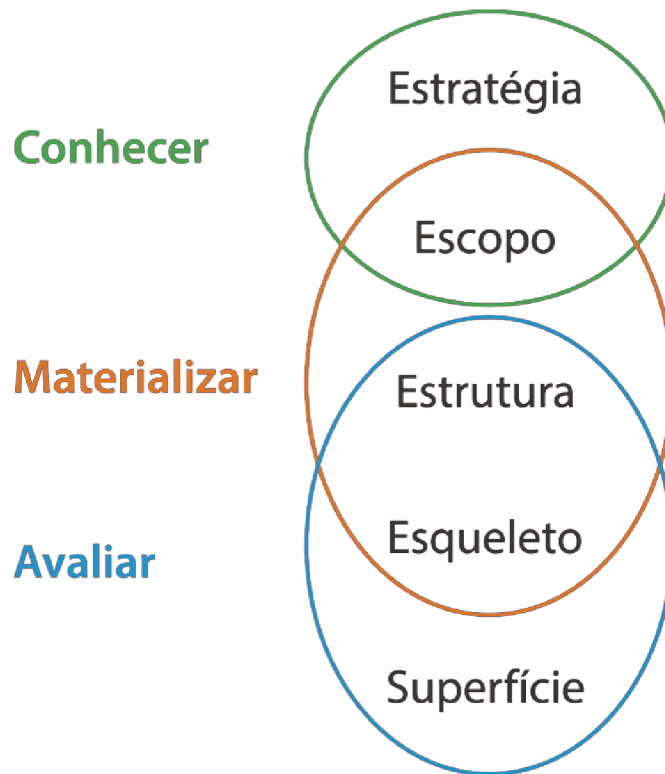 Estratégia
Conhecer
Escopo
Materializar
Estrutura
Esqueleto
Avaliar
Superfície